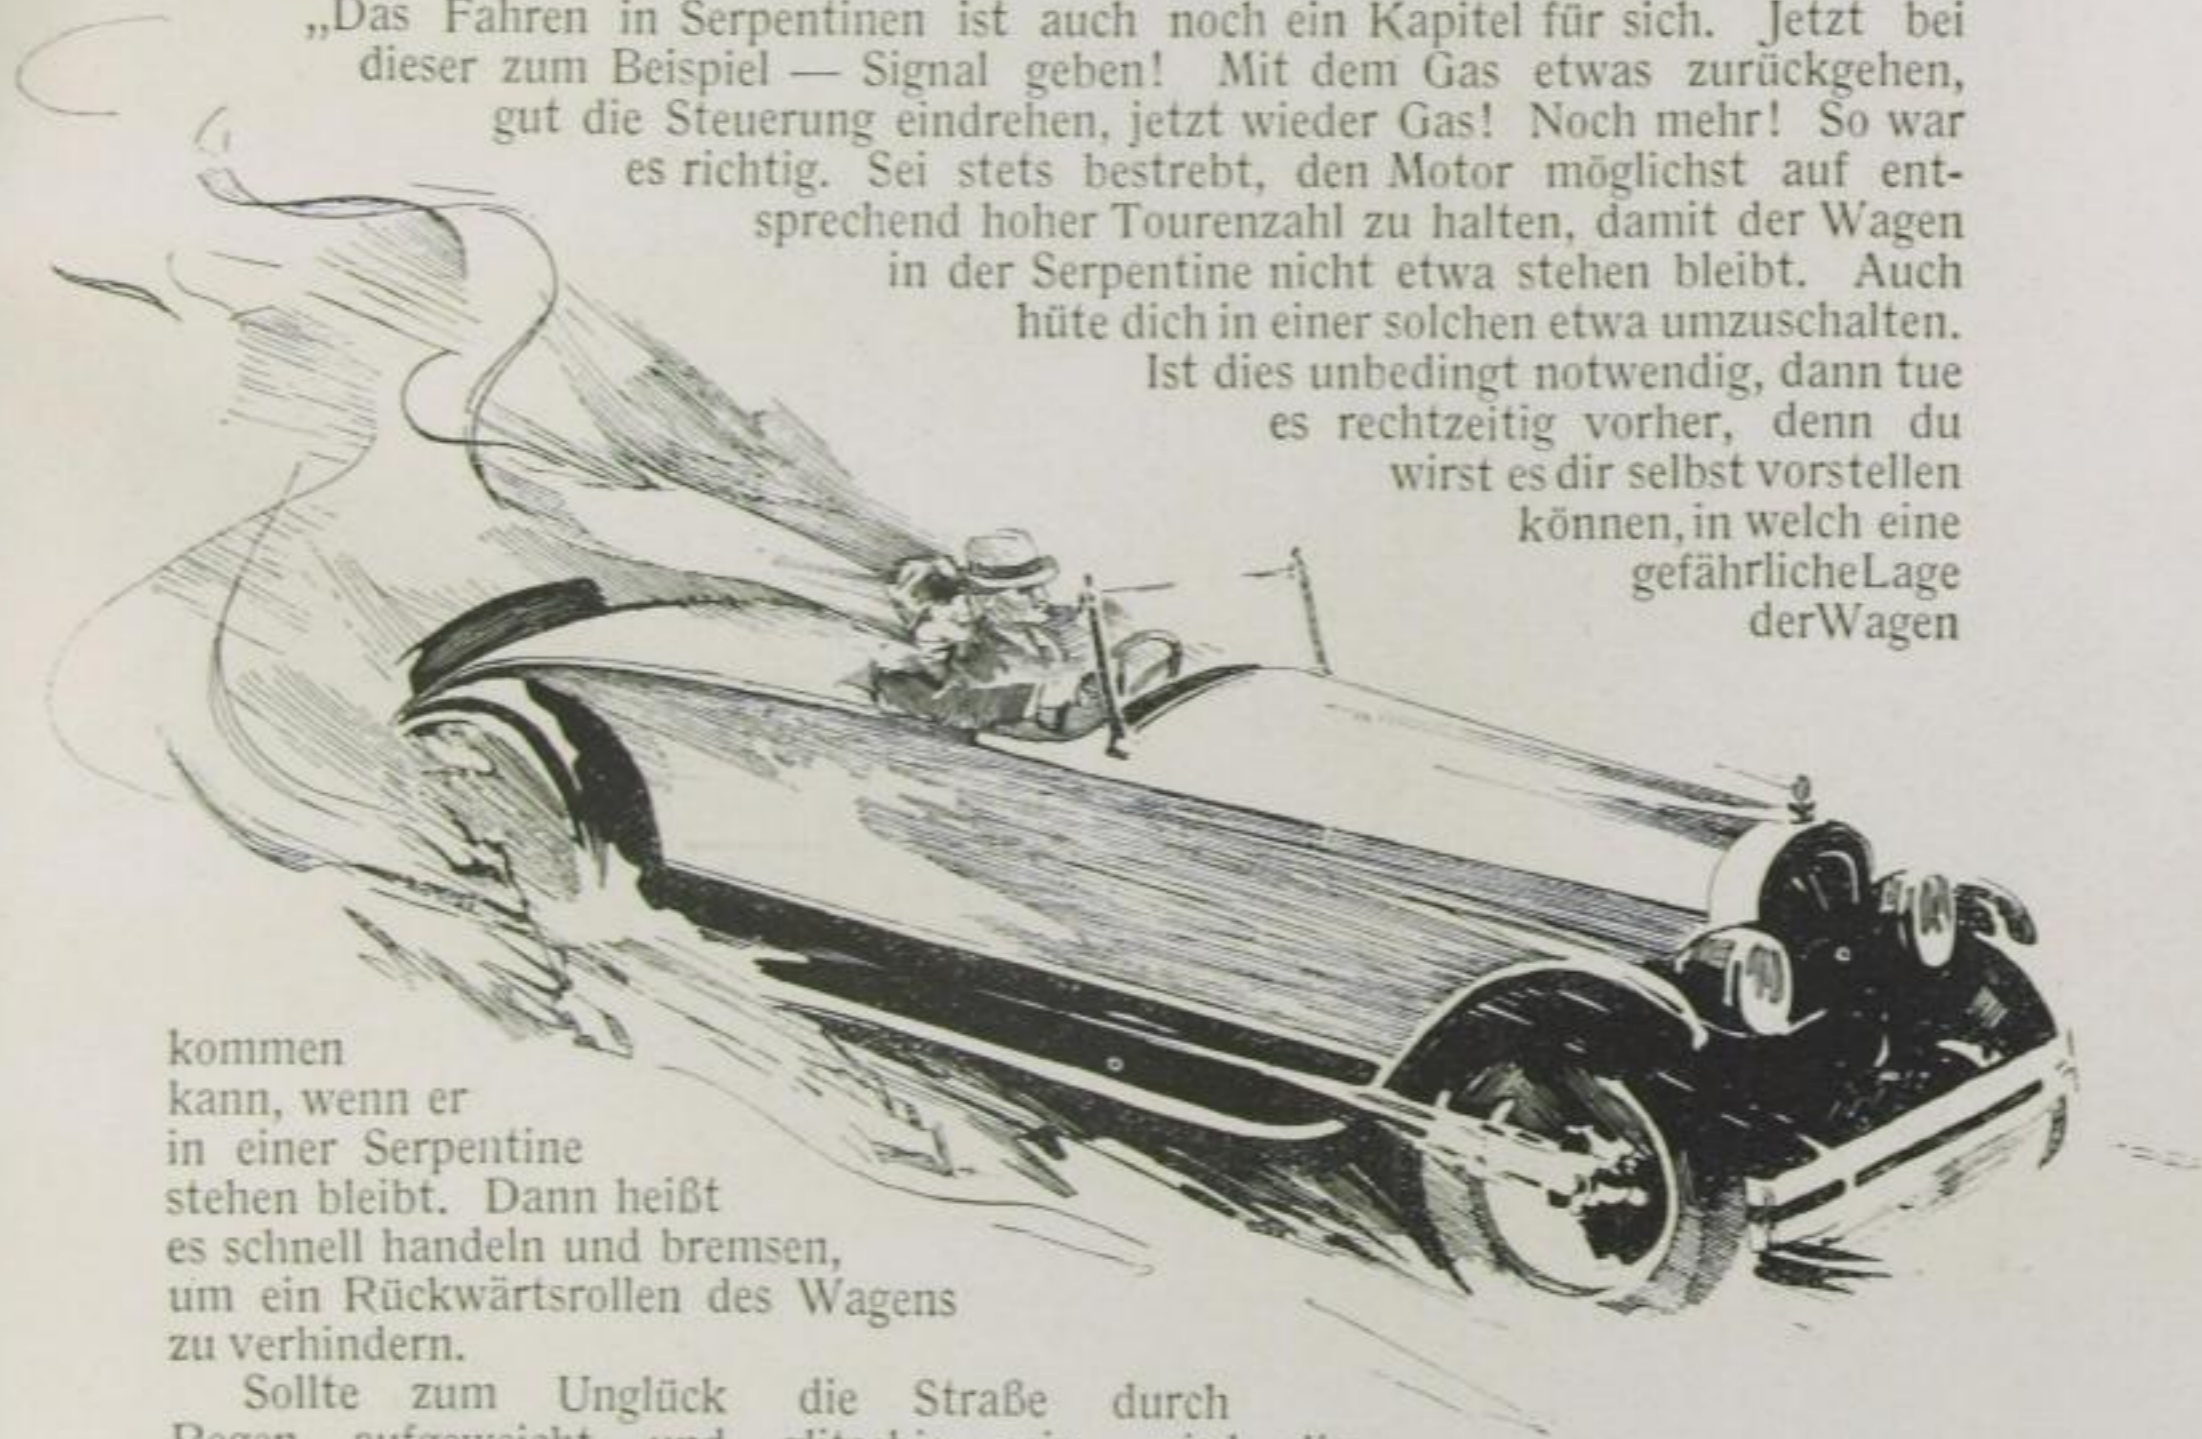 „Das Fahren in Serpentinen ist auch noch ein Kapitel für sich. Jetzt bei
dieser zum Beispiel — Signal geben! Mit dem Gas etwas zurückgehen,
gut die Steuerung eindrehen, jetzt wieder Gas! Noch mehr! So war
es richtig. Sei stets bestrebt, den Motor möglichst auf ent-
sprechend hoher Tourenzahl zu halten, damit der Wagen
in der Serpentine nicht etwa stehen bleibt. Auch
hüte dich in einer solchen etwa umzuschalten.
Ist dies unbedingt notwendig, dann tue
es rechtzeitig vorher, denn du
wirst es dir selbst vorstellen
können, in welch eine
gefährliche Lage
der Wagen
kommen
kann, wenn er
in einer Serpentine
stehen bleibt. Dann heißt
es schnell handeln und bremsen,
um ein Rückwärtsrollen des Wagens
zu verhindern.
Sollte zum Unglück die Straße durch
Regen aufgeweicht und